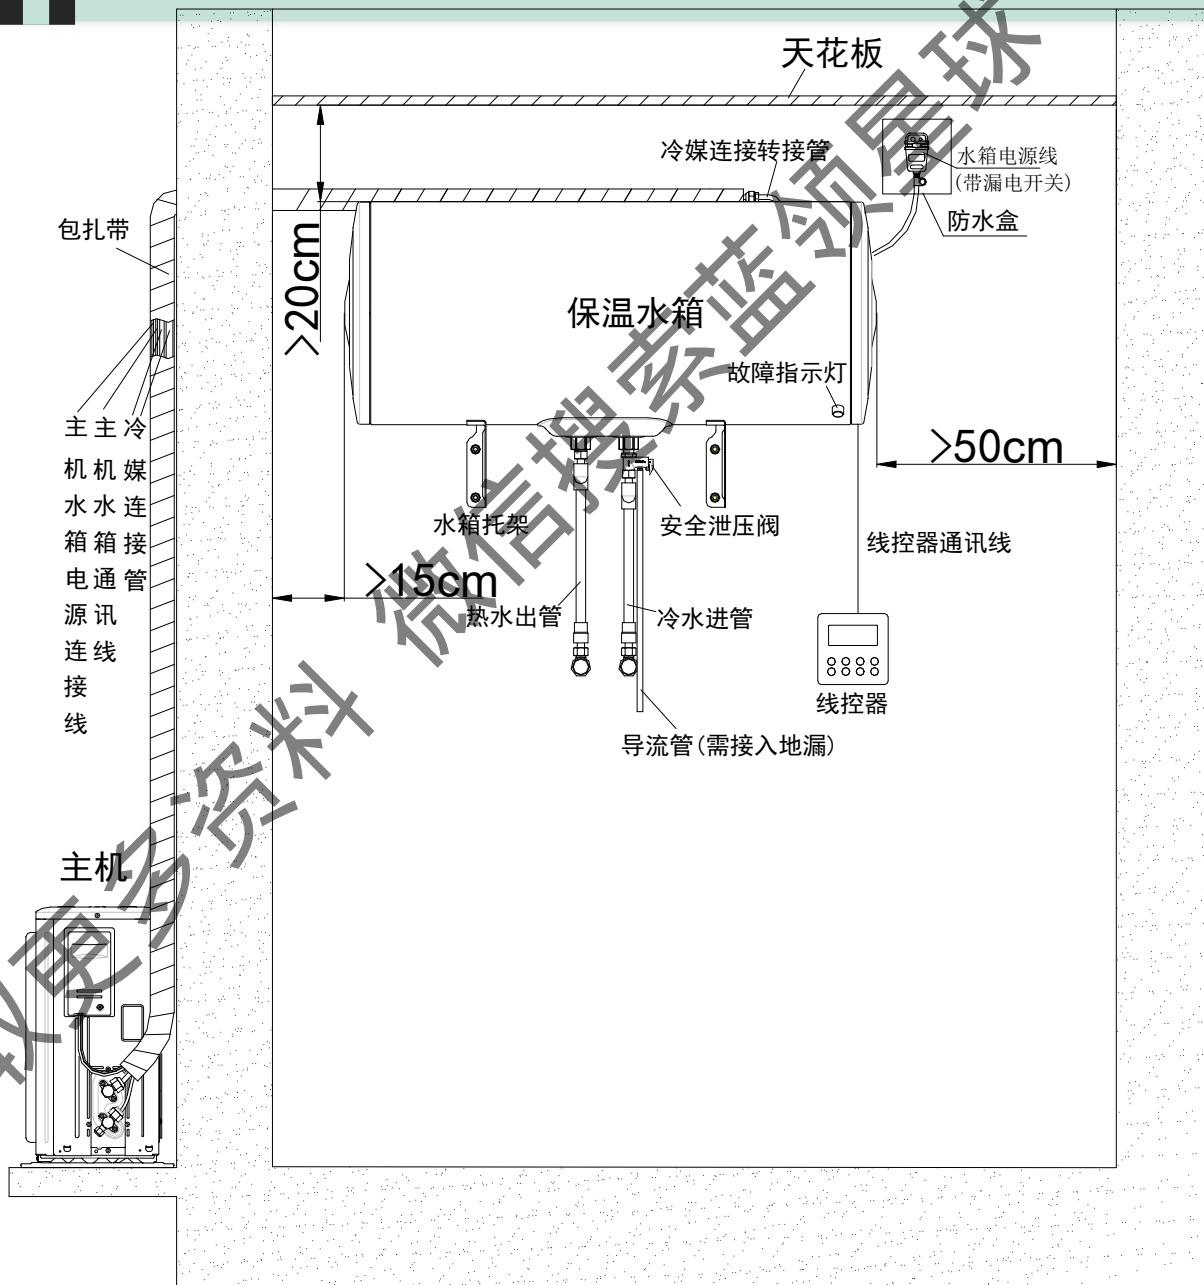 天花板
冷媒连接转接管
水箱电源线
(带漏电开关)
防水盒
包扎带
>20cm
保温水箱
故障指示灯
主机水箱电源连接线
主机水箱通讯线
冷媒连接管
>50cm
水箱托架
安全泄压阀
线控器通讯线
>15cm
热水出管
冷水进管
线控器
导流管(需接入地漏)
主机
更多资料 微信搜索蓝领星球